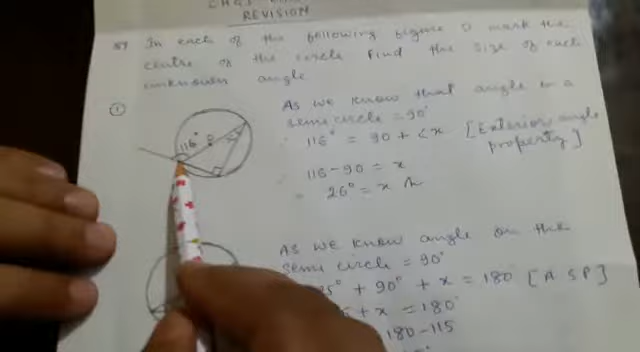 REVISION
In each of the following figure O mark the
centre of the circle Find the size of each
unknown angle
①
116°
As we know that angle in a
semi circle = 90°
116° = 90 + <x [Exterior angle
property]
116 - 90 = x
26° = x
As we know angle on the
semi circle = 90°
+ 90° + x = 180 [A S P]
+ x = 180°
180 - 115